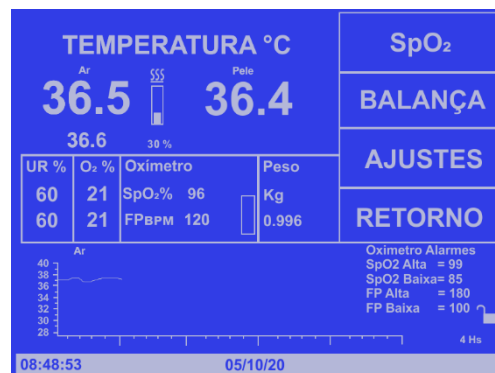 TEMPERATURA °C
Ar
Pele
36.5
36.4
36.6
30 %
UR %
O₂ %
Oxímetro
Peso
60
21
SpO₂% 96
Kg
60
21
FPBPM 120
0.996
SpO₂
BALANÇA
AJUSTES
RETORNO
Ar
40
38
36
34
32
30
28
Oximetro Alarmes
SpO2 Alta = 99
SpO2 Baixa= 85
FP Alta = 180
FP Baixa = 100
4 Hs
08:48:53
05/10/20